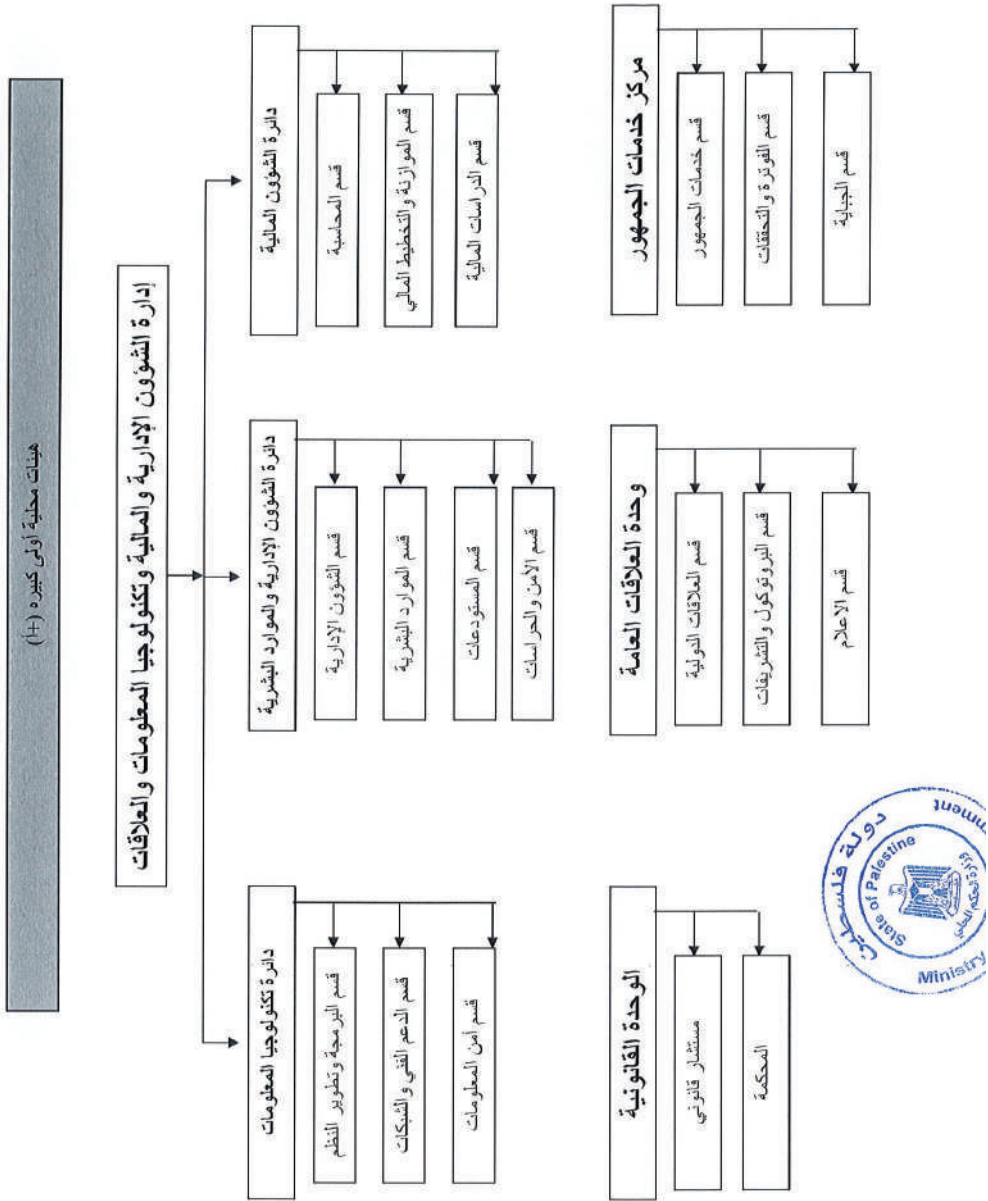 هيئات محلية أولى كبيره (أ+)
إدارة الشؤون الإدارية والمالية وتكنولوجيا المعلومات والعلاقات
دائرة الشؤون المالية
قسم المحاسبة
قسم الموازنة والتخطيط المالي
قسم الدراسات المالية
دائرة الشؤون الإدارية والموارد البشرية
قسم الشؤون الإدارية
قسم الموارد البشرية
قسم المستودعات
قسم الأمن والحراسات
دائرة تكنولوجيا المعلومات
قسم البرمجة وتطوير النظم
قسم الدعم الفني والشبكات
قسم أمن المعلومات
مركز خدمات الجمهور
قسم خدمات الجمهور
قسم الفوترة والتحققات
قسم الجباية
وحدة العلاقات العامة
قسم العلاقات الدولية
قسم البروتوكول والتشريفات
قسم الاعلام
الوحدة القانونية
مستشار قانوني
المحكمة
دولة فلسطين
State of Palestine
وزارة الحكم المحلي
Ministry